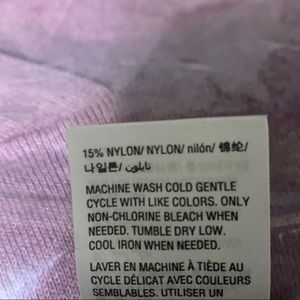 15% NYLON/ NYLON/ nilón/ 锦纶/
나일론/ نايلون
MACHINE WASH COLD GENTLE
CYCLE WITH LIKE COLORS. ONLY
NON-CHLORINE BLEACH WHEN
NEEDED. TUMBLE DRY LOW.
COOL IRON WHEN NEEDED.
LAVER EN MACHINE À TIÈDE AU
CYCLE DÉLICAT AVEC COULEURS
SEMBLABLES. UTILISER UN